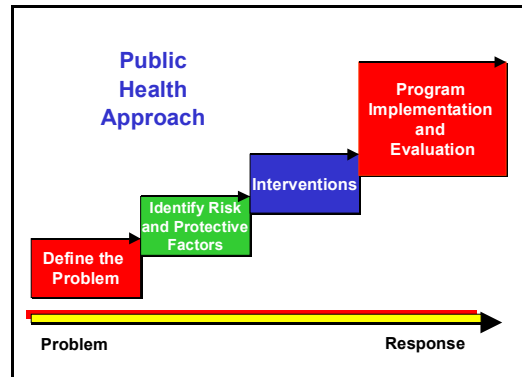 Public
Health
Approach
Program
Implementation
and
Evaluation
Interventions
Identify Risk
and Protective
Factors
Define the
Problem
Problem
Response